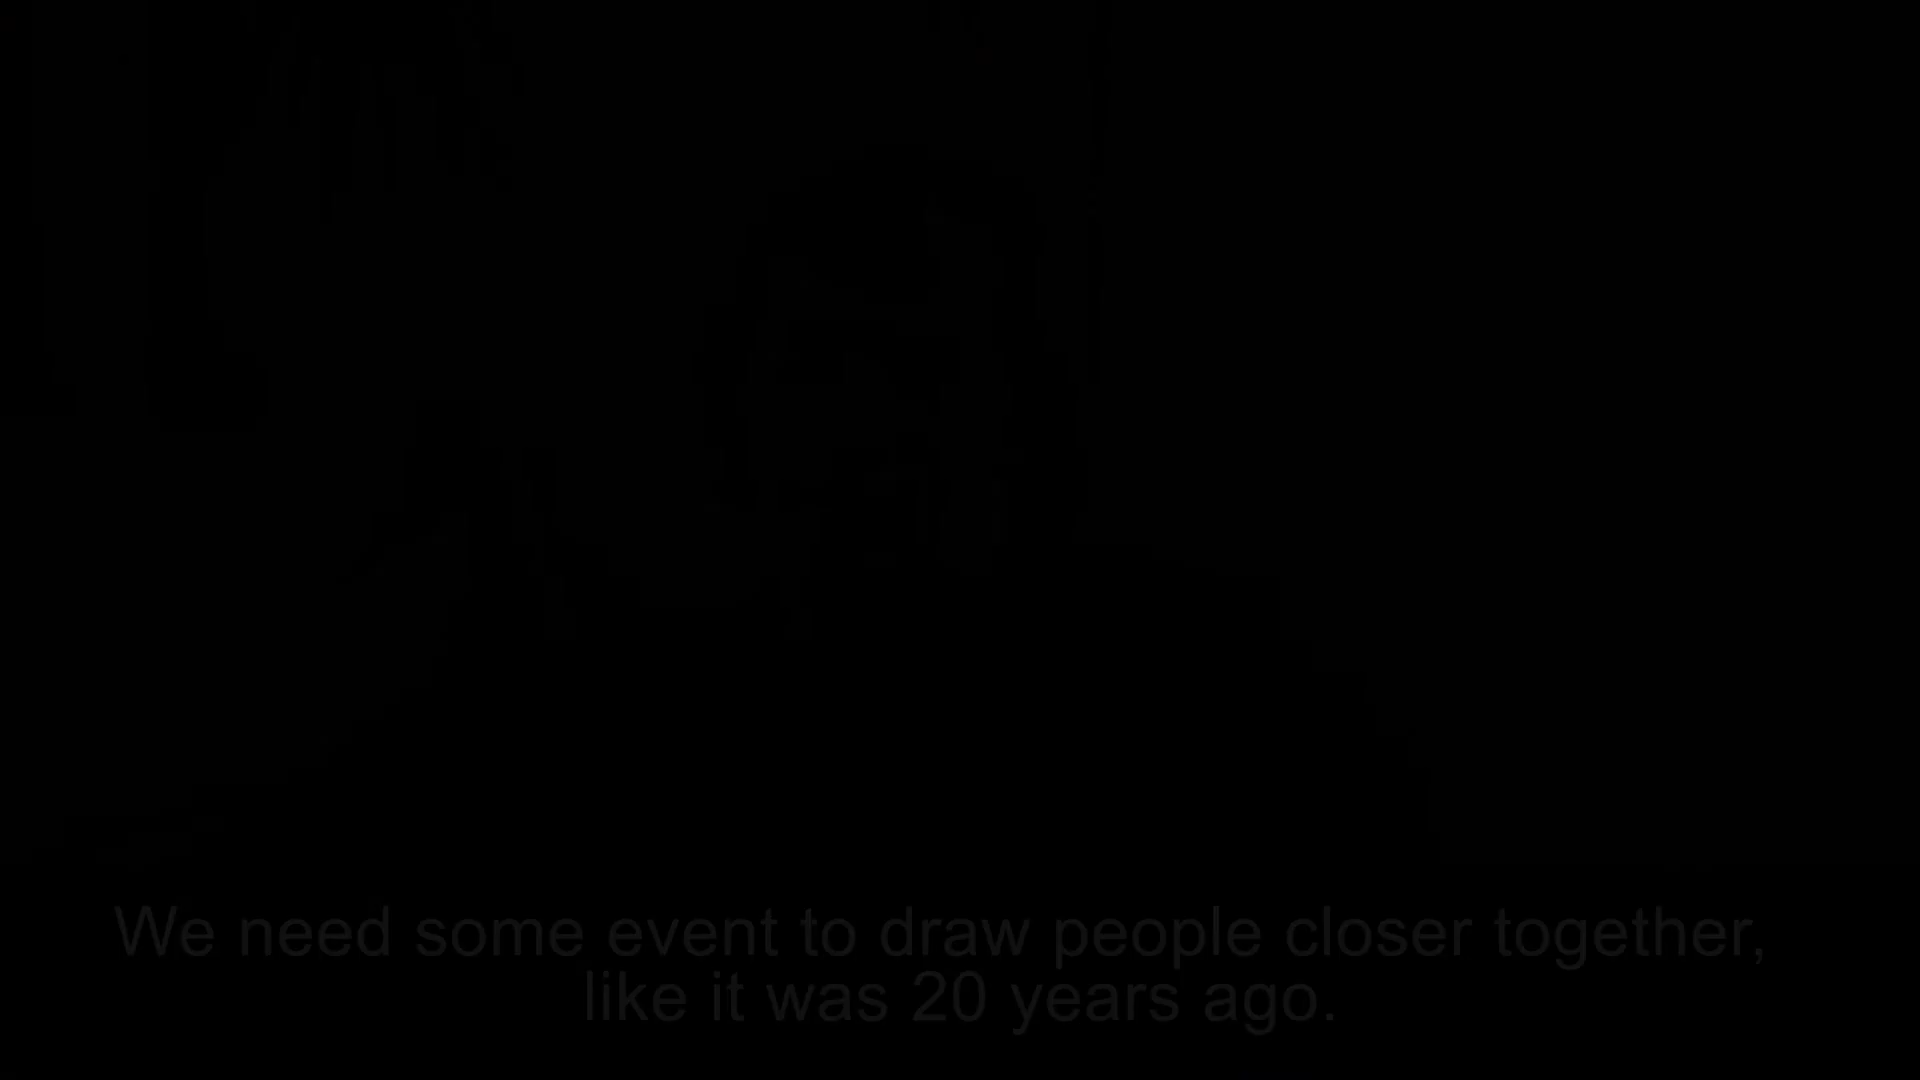 We need some event to draw people closer together,
like it was 20 years ago.